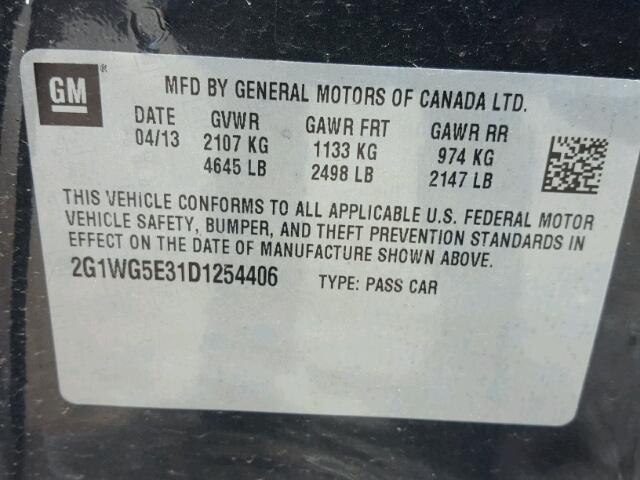 GM ®
MFD BY GENERAL MOTORS OF CANADA LTD.
DATE GVWR GAWR FRT GAWR RR
04/13 2107 KG 1133 KG 974 KG
4645 LB 2498 LB 2147 LB
THIS VEHICLE CONFORMS TO ALL APPLICABLE U.S. FEDERAL MOTOR
VEHICLE SAFETY, BUMPER, AND THEFT PREVENTION STANDARDS IN
EFFECT ON THE DATE OF MANUFACTURE SHOWN ABOVE.
2G1WG5E31D1254406 TYPE: PASS CAR